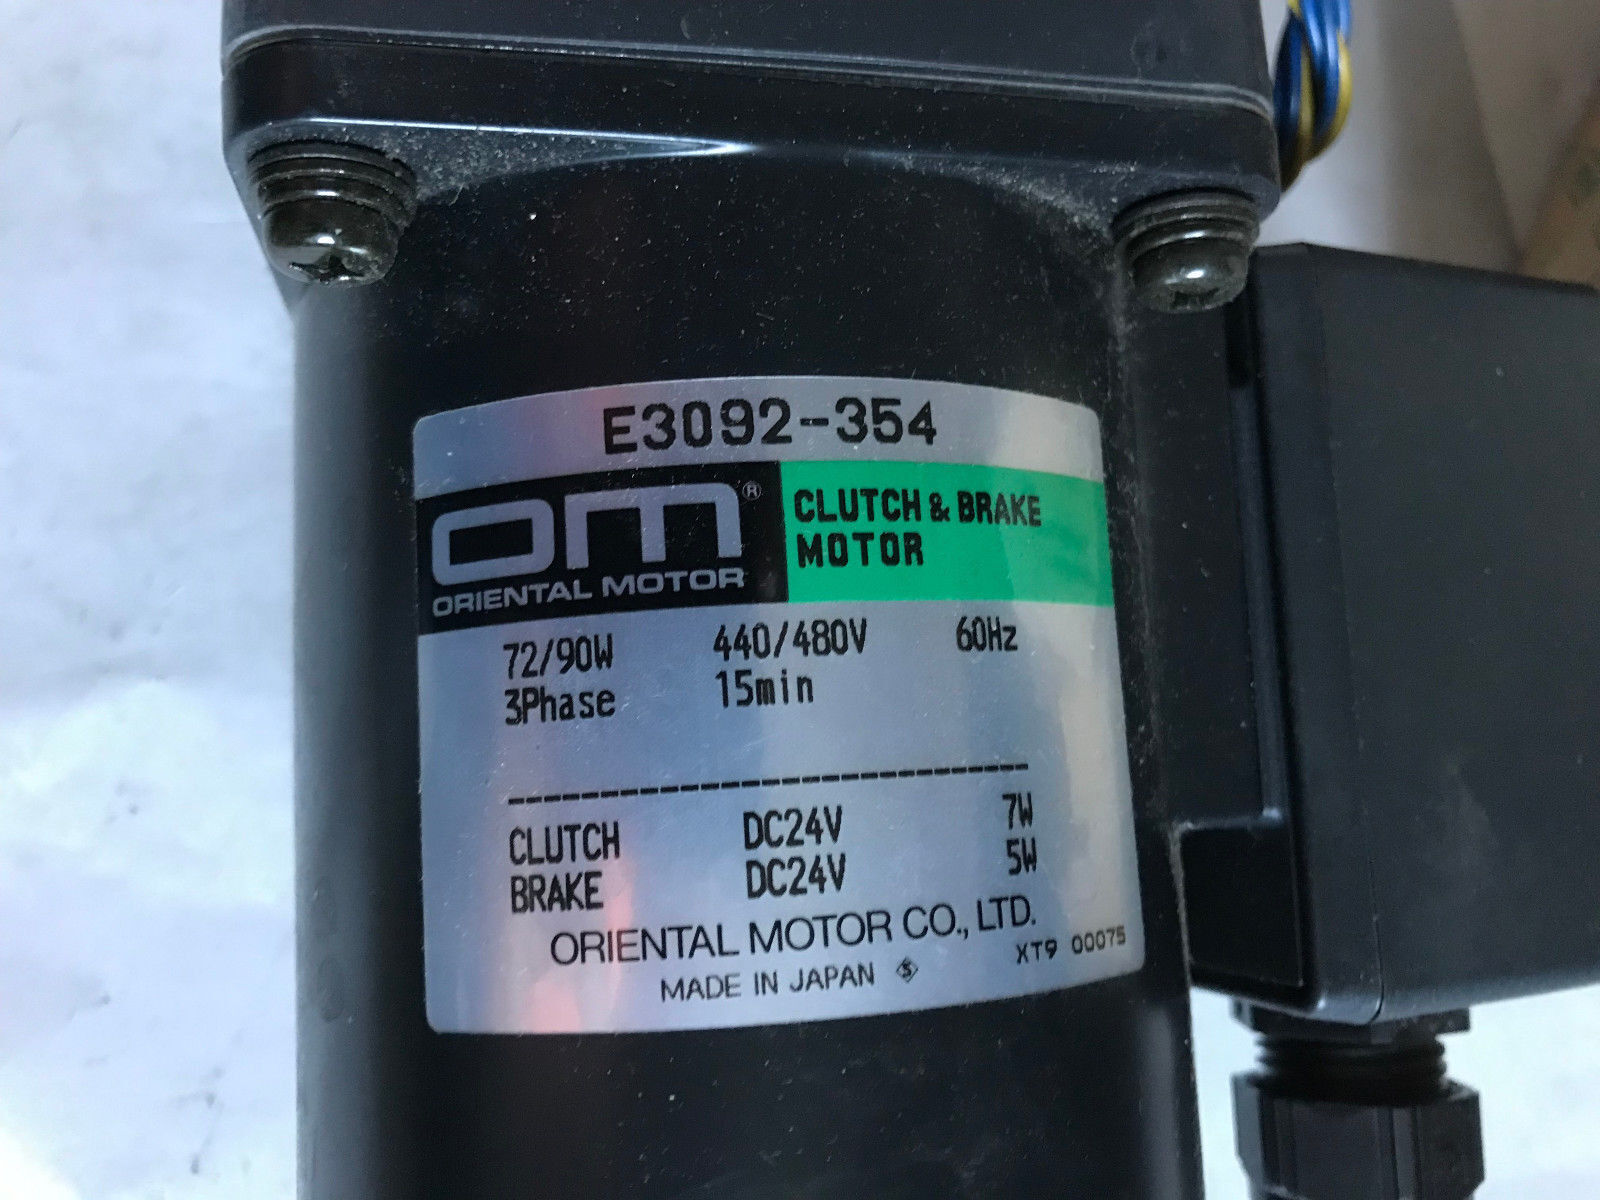 E3092-354
om® CLUTCH & BRAKE
ORIENTAL MOTOR MOTOR
72/90W 440/480V 60Hz
3Phase 15min
CLUTCH DC24V 7W
BRAKE DC24V 5W
ORIENTAL MOTOR CO., LTD.
MADE IN JAPAN S XT9 00075